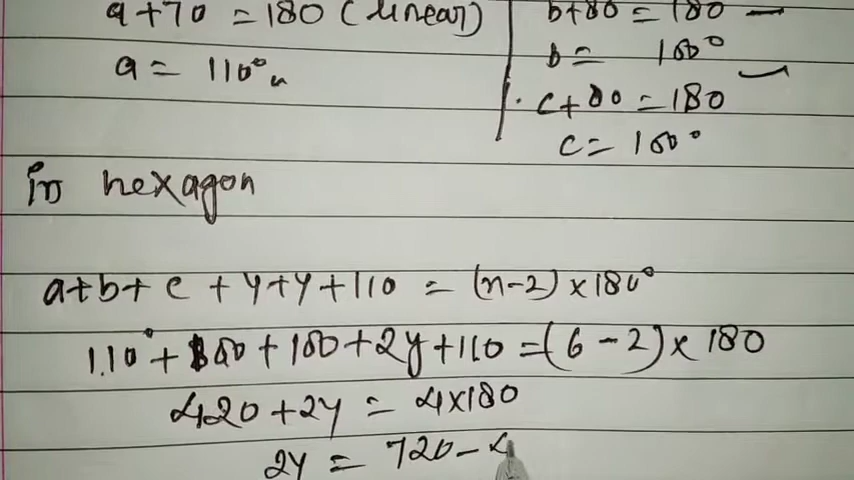 a + 70 = 180 (linear)
a = 110°
b + 80 = 180
b = 100°
c + 80 = 180
c = 100°
In hexagon
a + b + c + y + y + 110 = (n - 2) × 180°
110° + 100 + 100 + 2y + 110 = (6 - 2) × 180
420 + 2y = 4 × 180
2y = 720 - 4